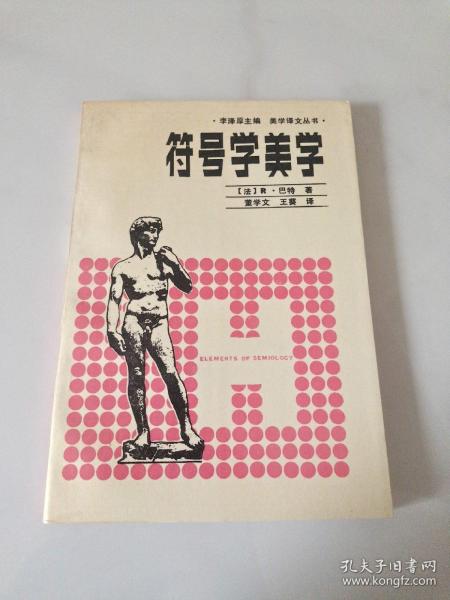 ·李泽厚主编 美学译文丛书·
符号学美学
[法]R·巴特 著
董学文 王葵 译
ELEMENTS OF SEMIOLOGY
孔夫子旧书网
www.kongfz.com